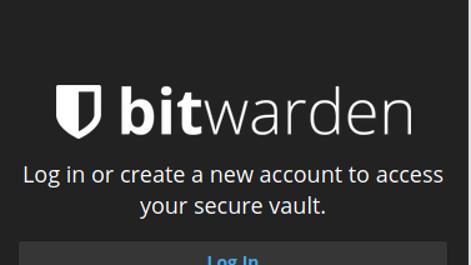 bitwarden
Log in or create a new account to access
your secure vault.
Log In